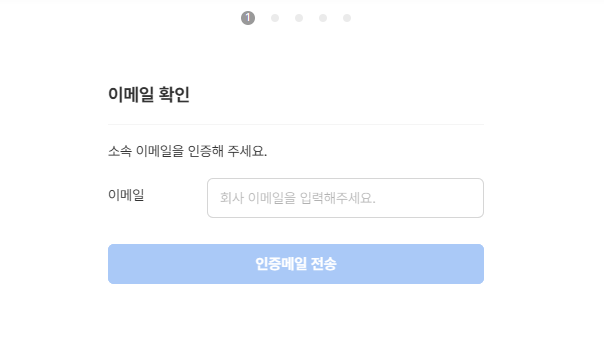 1
이메일 확인
소속 이메일을 인증해 주세요.
이메일
회사 이메일을 입력해주세요.
인증메일 전송